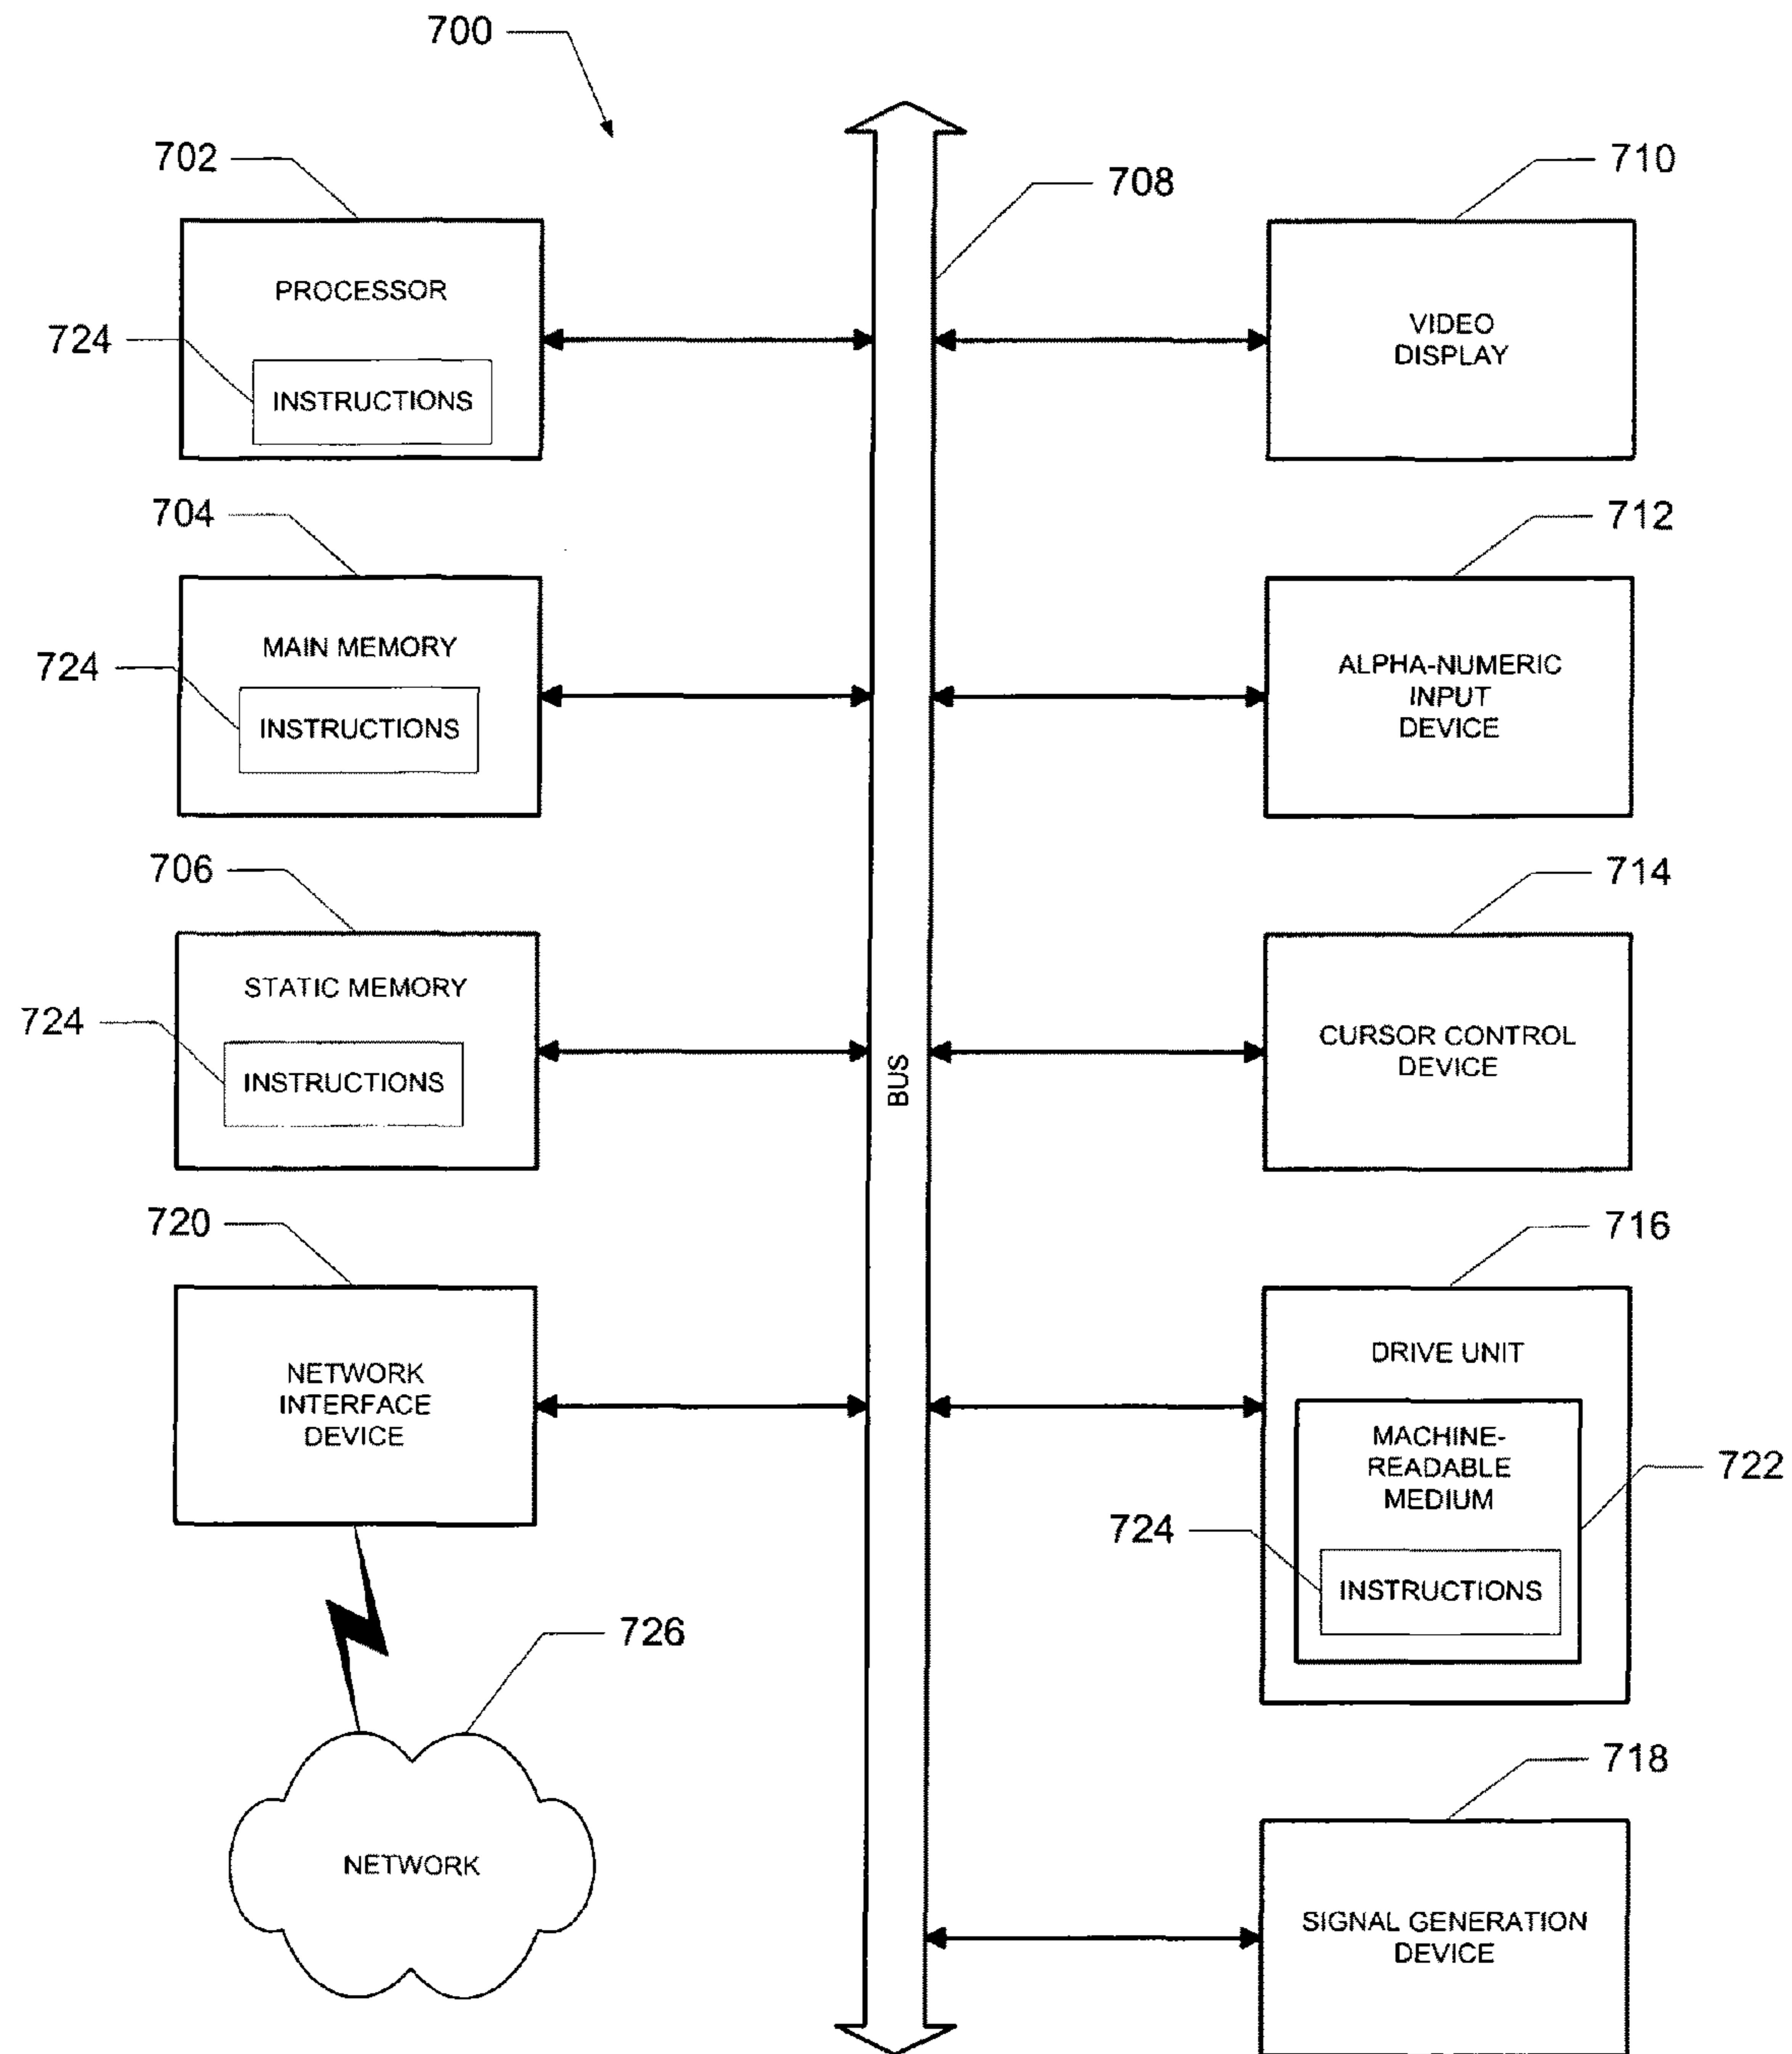 700
702
710
708
PROCESSOR
724
INSTRUCTIONS
VIDEO
DISPLAY
704
712
MAIN MEMORY
724
INSTRUCTIONS
ALPHA-NUMERIC
INPUT
DEVICE
706
714
STATIC MEMORY
724
INSTRUCTIONS
BUS
CURSOR CONTROL
DEVICE
720
716
NETWORK
INTERFACE
DEVICE
DRIVE UNIT
MACHINE-
READABLE
MEDIUM
722
724
INSTRUCTIONS
726
NETWORK
718
SIGNAL GENERATION
DEVICE